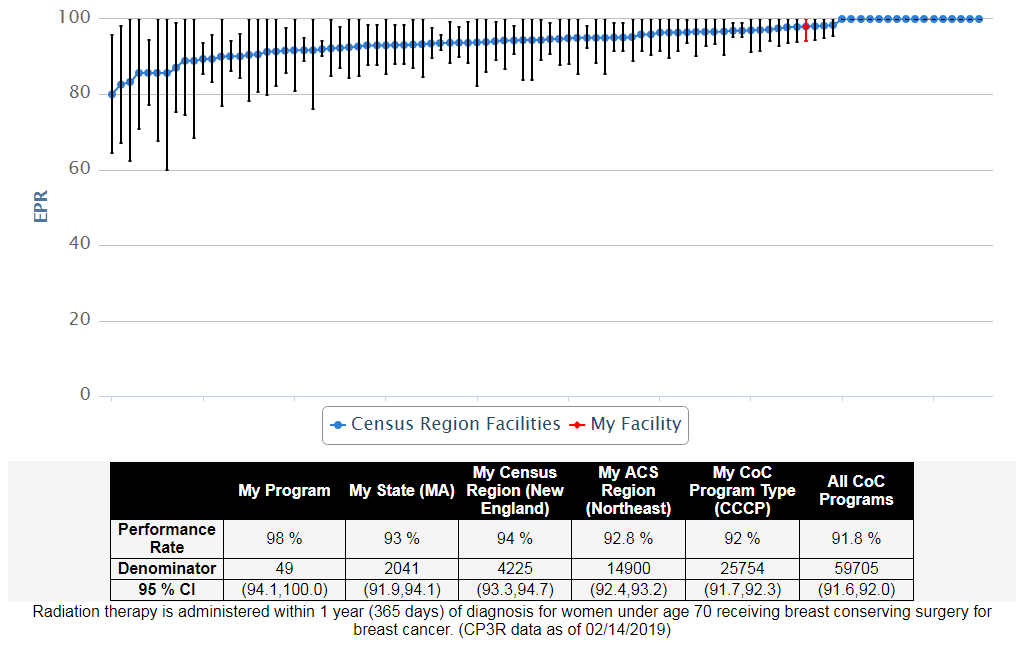 100
80
60
40
20
0
EPR
Census Region Facilities My Facility
My Program My State (MA) My Census Region (New England) My ACS Region (Northeast) My CoC Program Type (CCCP) All CoC Programs
Performance Rate 98 % 93 % 94 % 92.8 % 92 % 91.8 %
Denominator 49 2041 4225 14900 25754 59705
95 % CI (94.1,100.0) (91.9,94.1) (93.3,94.7) (92.4,93.2) (91.7,92.3) (91.6,92.0)
Radiation therapy is administered within 1 year (365 days) of diagnosis for women under age 70 receiving breast conserving surgery for
breast cancer. (CP3R data as of 02/14/2019)